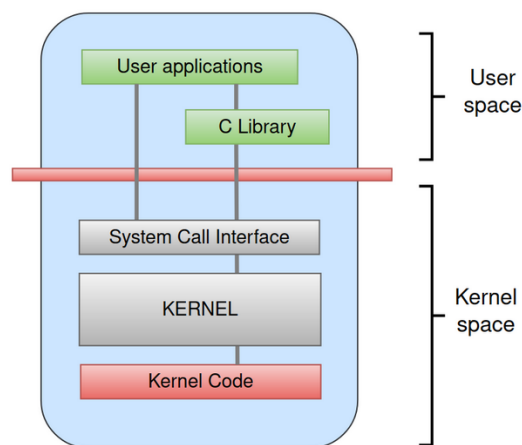 User applications
C Library
User
space
System Call Interface
KERNEL
Kernel Code
Kernel
space